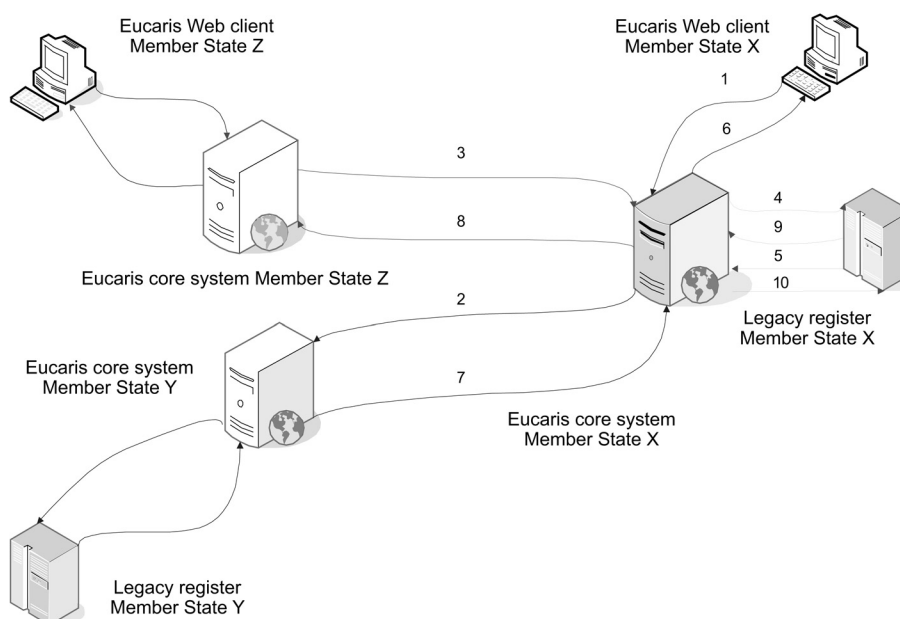 Eucaris Web client
Member State Z
Eucaris Web client
Member State X
1
6
3
4
9
8
5
10
Eucaris core system Member State Z
2
Legacy register
Member State X
Eucaris core system
Member State Y
7
Eucaris core system
Member State X
Legacy register
Member State Y